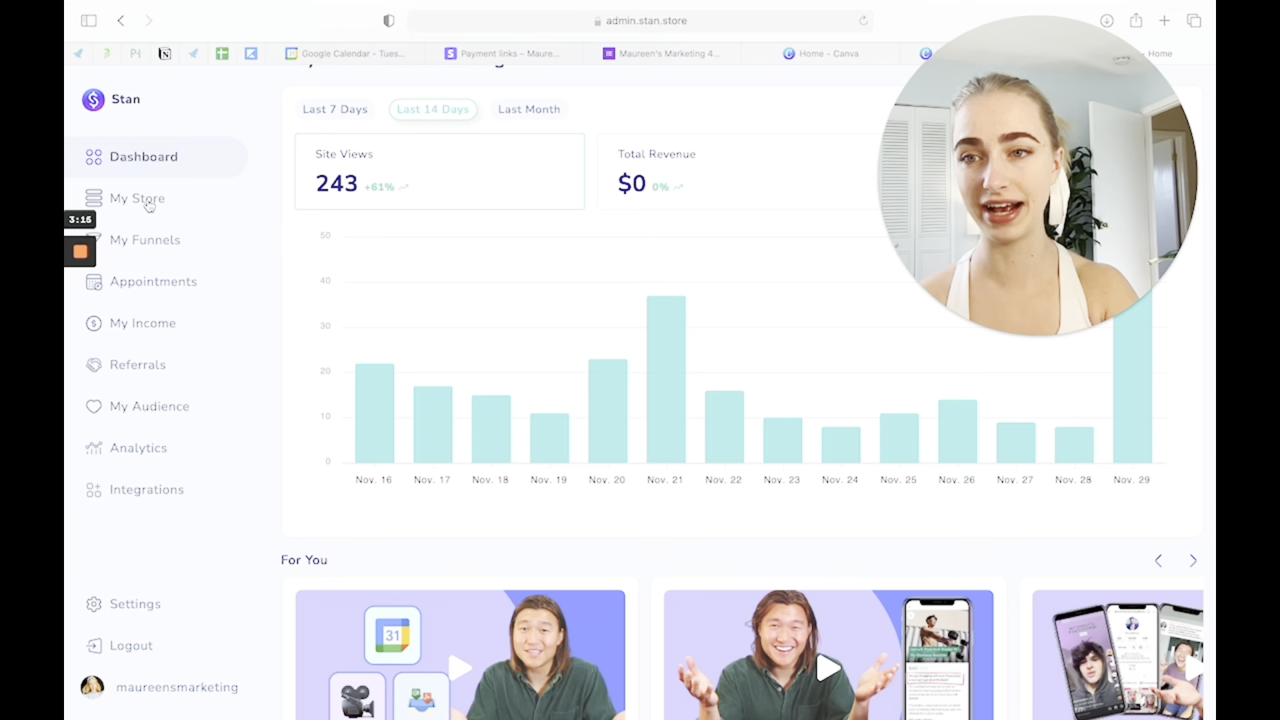 admin.stan.store
Google Calendar – Tues...
Payment links – Maure...
Maureen's Marketing 4...
Home – Canva
Home
Stan
Last 7 Days
Last 14 Days
Last Month
Dashboard
Site Views
243 +61%
Total Revenue
$0 0%
My Store
3:15
My Funnels
Appointments
My Income
Referrals
My Audience
Analytics
Integrations
50
40
30
20
10
0
Nov. 16 Nov. 17 Nov. 18 Nov. 19 Nov. 20 Nov. 21 Nov. 22 Nov. 23 Nov. 24 Nov. 25 Nov. 26 Nov. 27 Nov. 28 Nov. 29
For You
31
Settings
Logout
maureensmarketing